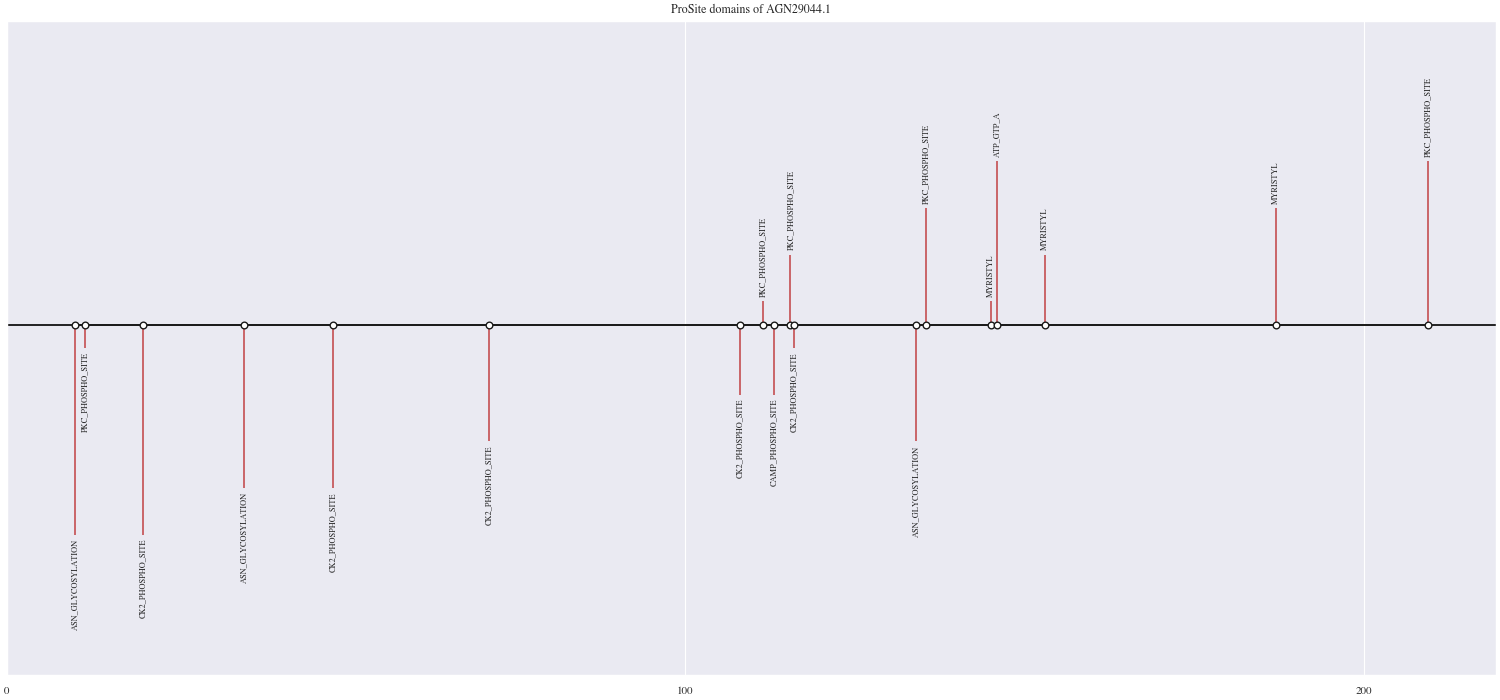 ProSite domains of AGN29044.1
PKC_PHOSPHO_SITE
ATP_GTP_A
PKC_PHOSPHO_SITE
MYRISTYL
PKC_PHOSPHO_SITE
MYRISTYL
PKC_PHOSPHO_SITE
MYRISTYL
PKC_PHOSPHO_SITE
CK2_PHOSPHO_SITE
CK2_PHOSPHO_SITE
CAMP_PHOSPHO_SITE
CK2_PHOSPHO_SITE
ASN_GLYCOSYLATION
ASN_GLYCOSYLATION
CK2_PHOSPHO_SITE
ASN_GLYCOSYLATION
CK2_PHOSPHO_SITE
0
100
200